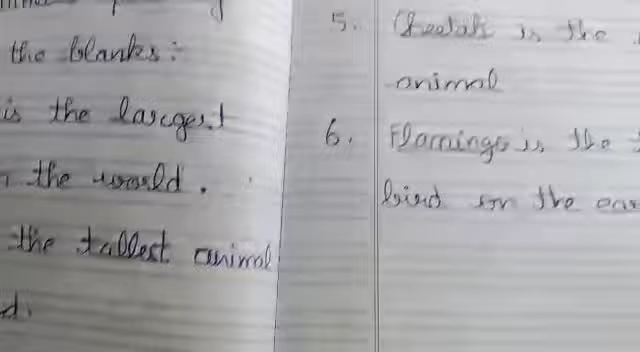 the blanks :
is the largest
the world.
the tallest animal
d.
5. Cheetah is the
animal
6. Flamingo is the
bird on the ear